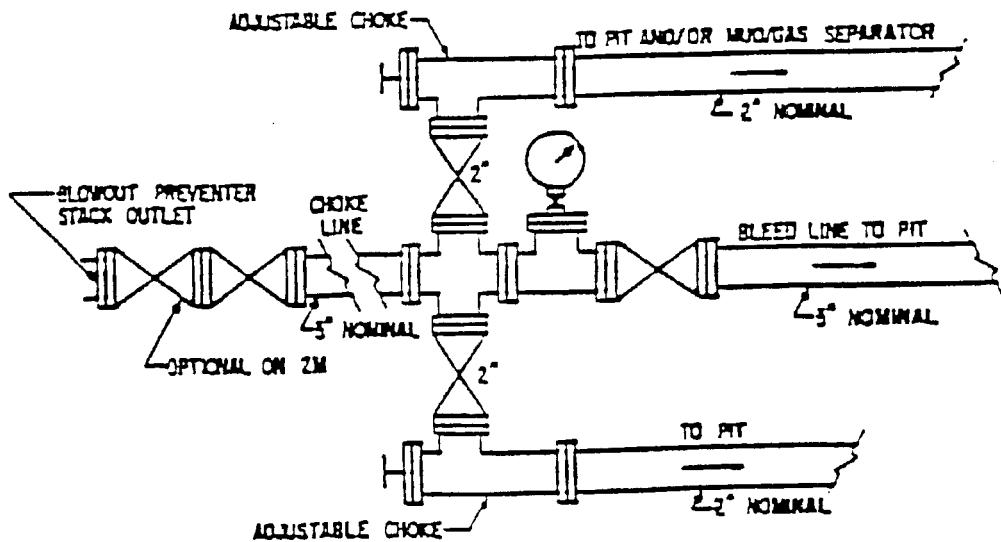 ADJUSTABLE CHOKE
TO PIT AND/OR MUD/GAS SEPARATOR
2" NOMINAL
2"
BLOWOUT PREVENTER
STACK OUTLET
CHOKE
LINE
BLEED LINE TO PIT
3" NOMINAL
3" NOMINAL
OPTIONAL ON 2M
2"
TO PIT
2" NOMINAL
ADJUSTABLE CHOKE